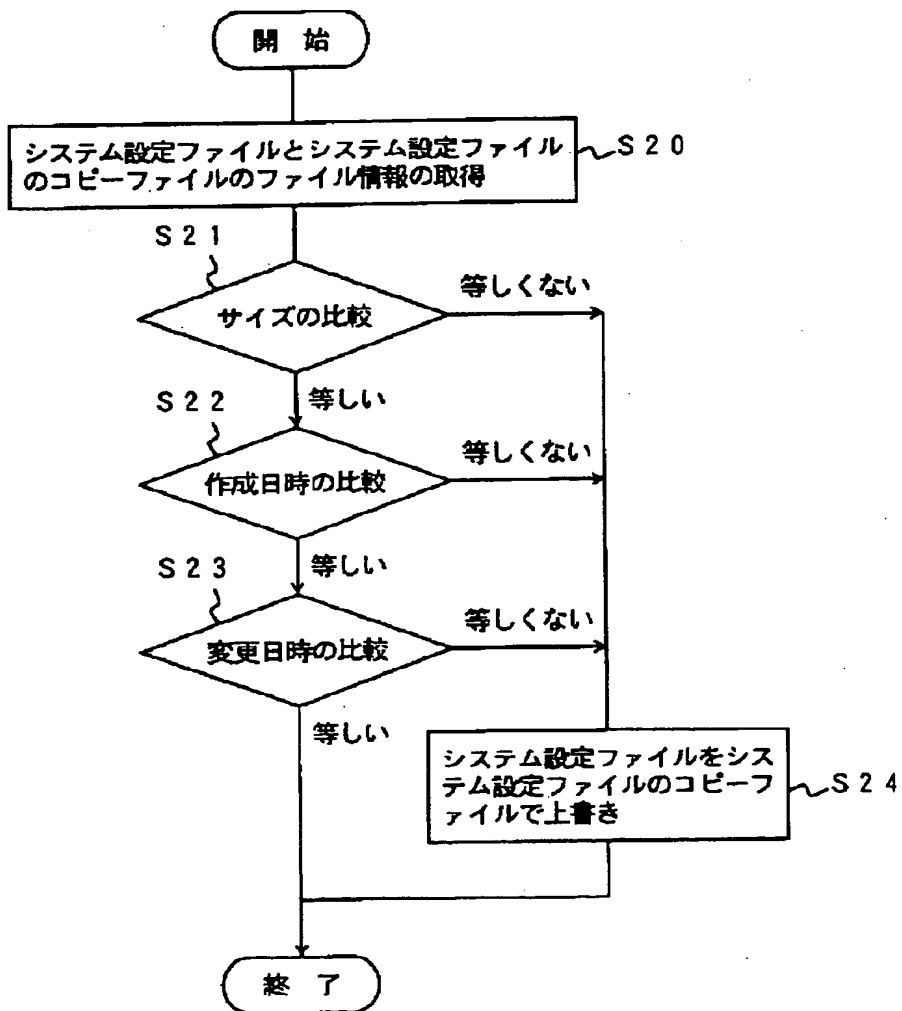 開 始
システム設定ファイルとシステム設定ファイル
のコピーファイルのファイル情報の取得
S20
S21
サイズの比較
等しくない
等しい
S22
作成日時の比較
等しくない
等しい
S23
変更日時の比較
等しくない
等しい
システム設定ファイルをシス
テム設定ファイルのコピーフ
ァイルで上書き
S24
終 了